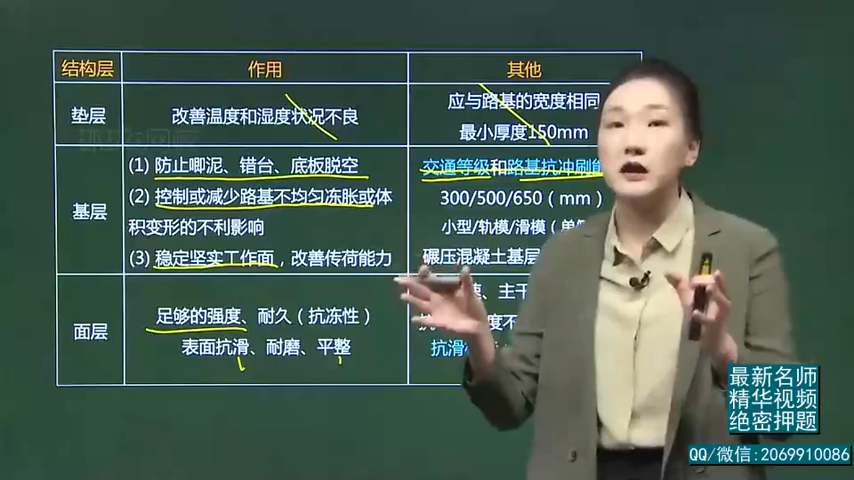 结构层 作用 其他
垫层 改善温度和湿度状况不良 应与路基的宽度相同
最小厚度150mm
基层 (1) 防止唧泥、错台、底板脱空 交通等级和路基抗冲刷能
(2) 控制或减少路基不均匀冻胀或体 300/500/650（mm）
积变形的不利影响 小型/轨模/滑模（单
(3) 稳定坚实工作面，改善传荷能力 碾压混凝土基层
面层 足够的强度、耐久（抗冻性） 、主干
表面抗滑、耐磨、平整 抗滑
最新名师
精华视频
绝密押题
QQ/微信:2069910086